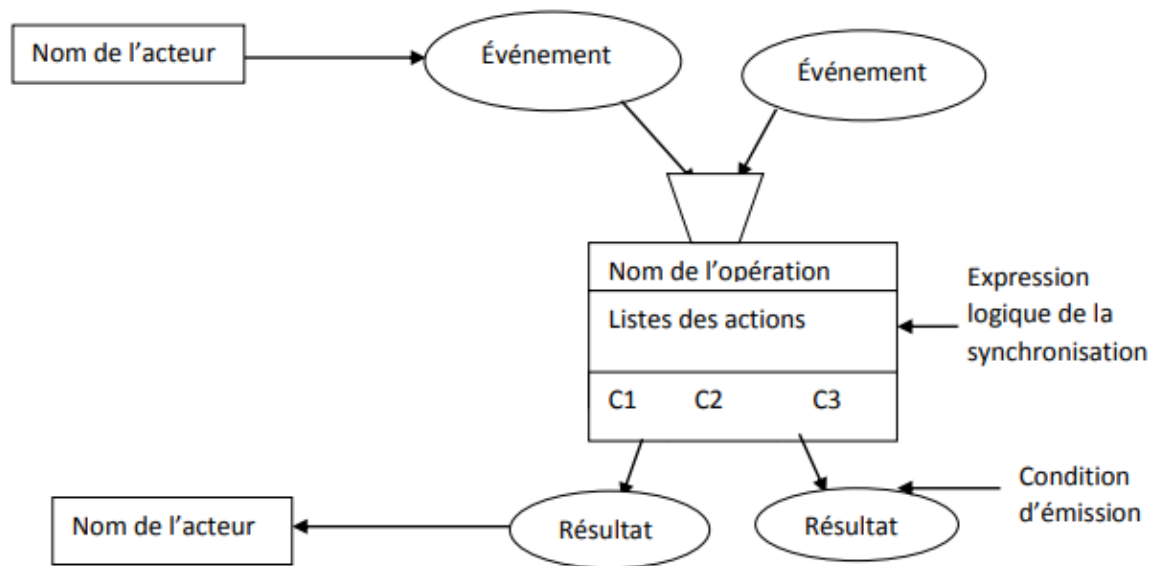 Nom de l’acteur
Événement
Événement
Nom de l’opération
Listes des actions
Expression
logique de la
synchronisation
C1 C2 C3
Condition
d’émission
Nom de l’acteur
Résultat
Résultat